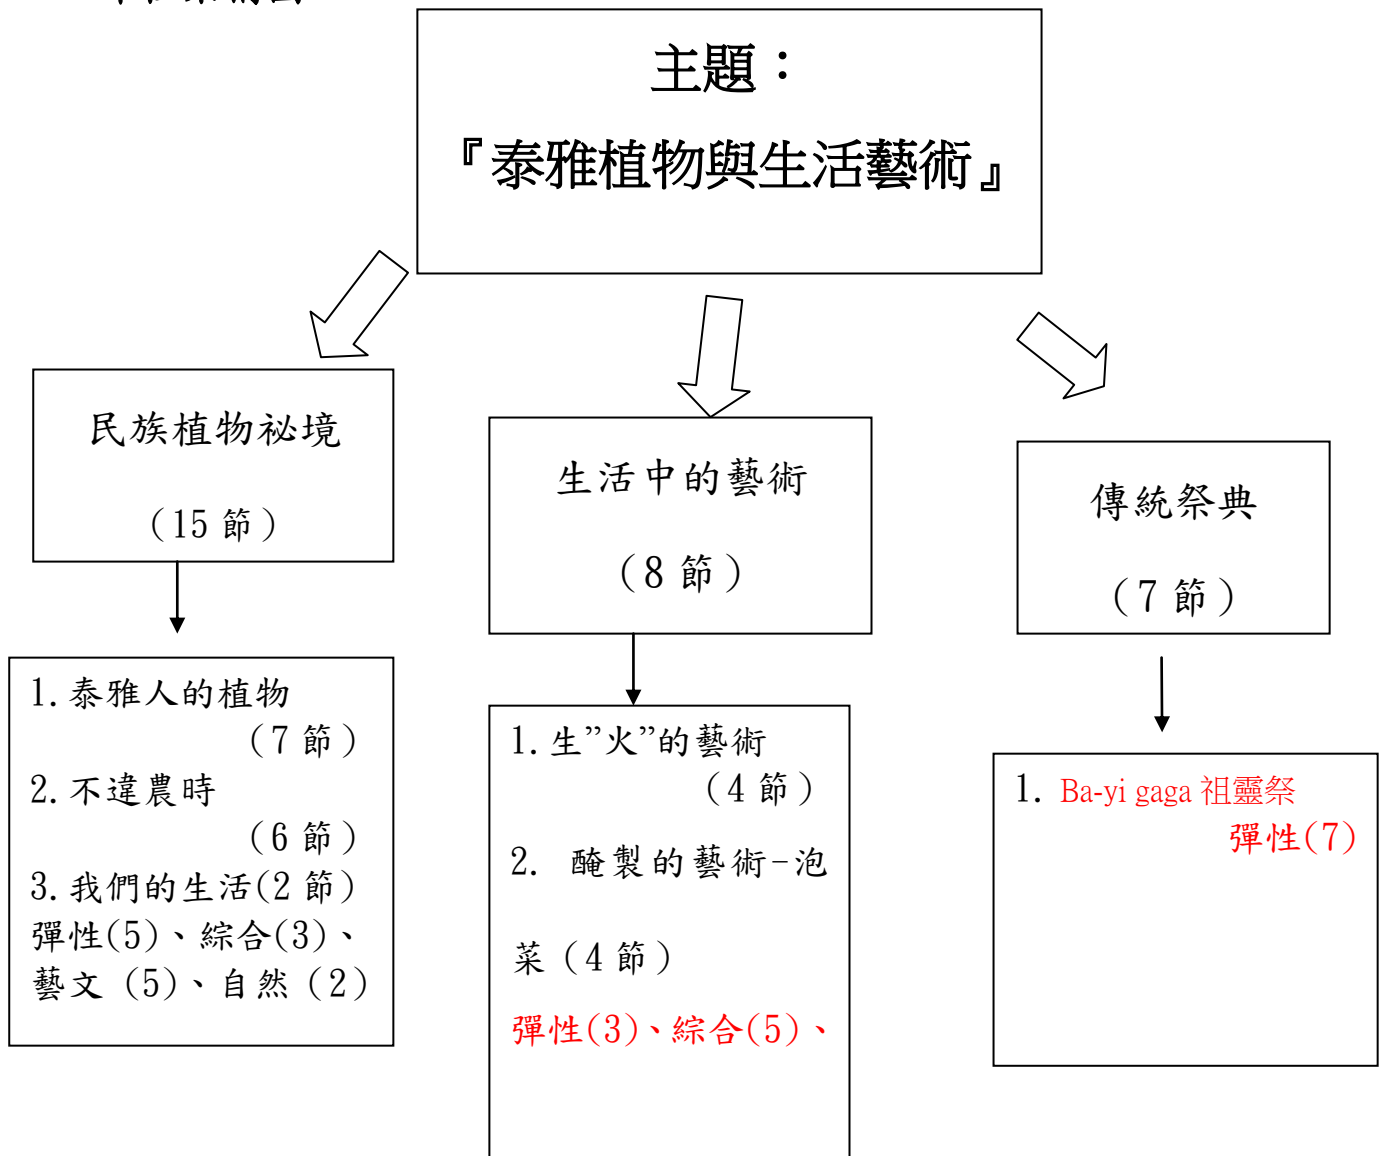 主題：
『泰雅植物與生活藝術』
民族植物祕境
（15 節）
1.泰雅人的植物
（7 節）
2.不違農時
（6 節）
3.我們的生活(2 節)
彈性(5)、綜合(3)、
藝文 (5)、自然 (2)
生活中的藝術
（8 節）
1.生”火”的藝術
（4 節）
2. 醃製的藝術-泡
菜（4 節）
彈性(3)、綜合(5)、
傳統祭典
（7 節）
1. Ba-yi gaga 祖靈祭
彈性(7)